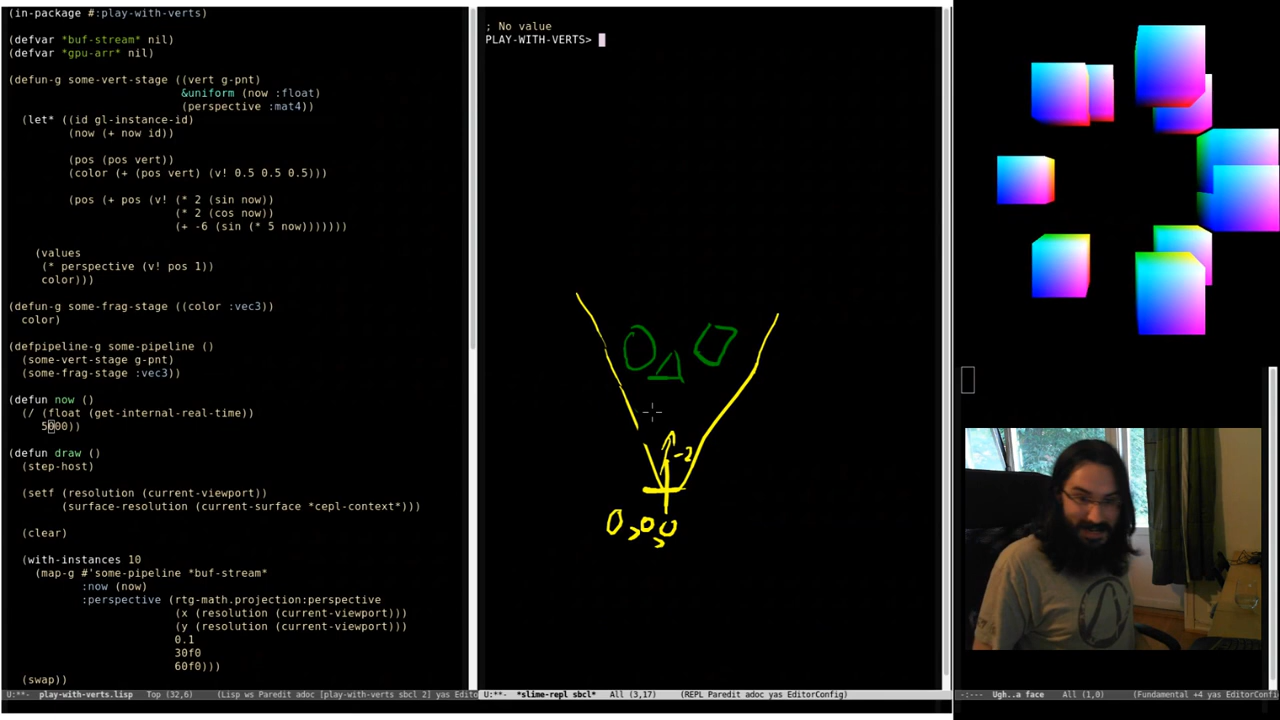 (in-package #:play-with-verts)
(defvar *buf-stream* nil)
(defvar *gpu-arr* nil)
(defun-g some-vert-stage ((vert g-pnt)
&uniform (now :float)
(perspective :mat4))
(let* ((id gl-instance-id)
(now (+ now id))
(pos (pos vert))
(color (+ (pos vert) (v! 0.5 0.5 0.5)))
(pos (+ pos (v! (* 2 (sin now))
(* 2 (cos now))
(+ -6 (sin (* 5 now)))))))
(values
(* perspective (v! pos 1))
color)))
(defun-g some-frag-stage ((color :vec3))
color)
(defpipeline-g some-pipeline ()
(some-vert-stage g-pnt)
(some-frag-stage :vec3))
(defun now ()
(/ (float (get-internal-real-time))
5000))
(defun draw ()
(step-host)
(setf (resolution (current-viewport))
(surface-resolution (current-surface *cepl-context*)))
(clear)
(with-instances 10
(map-g #'some-pipeline *buf-stream*
:now (now)
:perspective (rtg-math.projection:perspective
(x (resolution (current-viewport)))
(y (resolution (current-viewport)))
0.1
30f0
60f0)))
(swap))
U:**- play-with-verts.lisp Top (32,6) (Lisp ws Paredit adoc [play-with-verts sbcl 2] yas Edito
; No value
PLAY-WITH-VERTS>
-2
0,0,0
U:**- *slime-repl sbcl* All (3,17) (REPL Paredit adoc yas EditorConfig)
-:--- Ugh..a face All (1,0) (Fundamental +4 yas EditorConfi